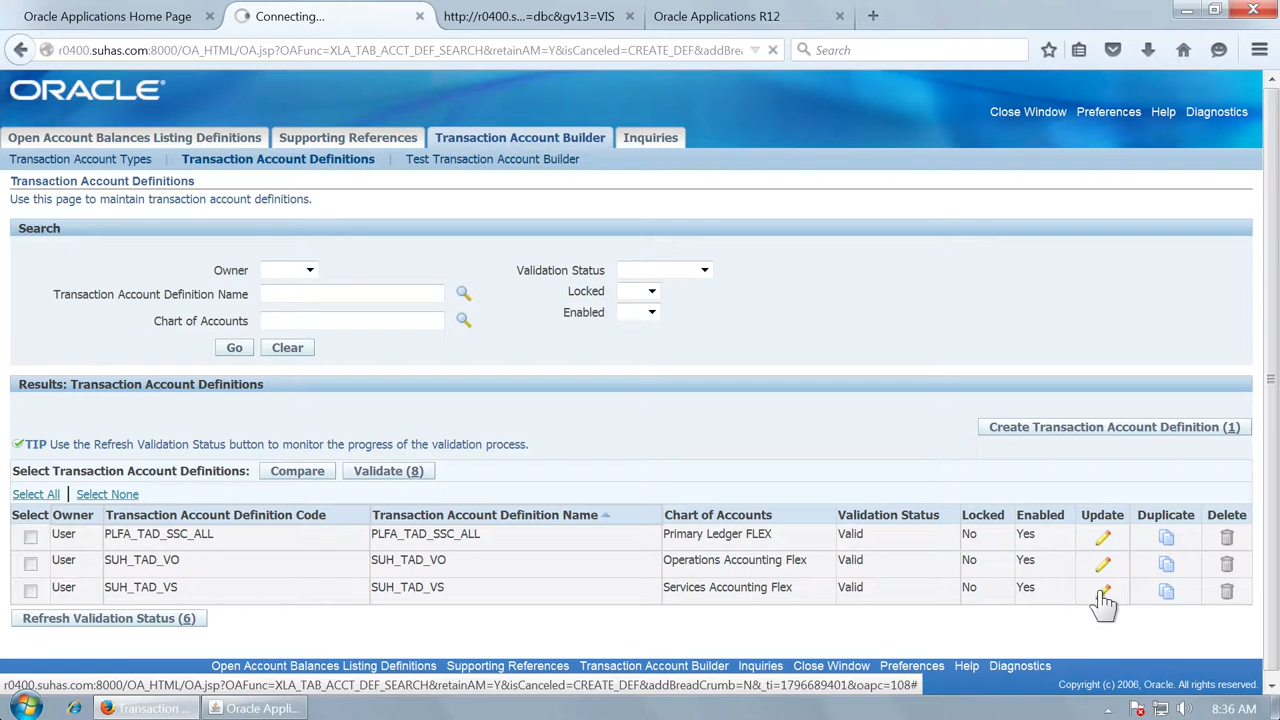 Oracle Applications Home Page
Connecting...
http://r0400.s...=db2&gv13=VIS
Oracle Applications R12
r0400.suhas.com:8000/OA_HTML/OA.jsp?OAFunc=XLA_TAB_ACCT_DEF_SEARCH&retainAM=Y&isCanceled=CREATE_DEF&addBrea
Search
ORACLE
Close Window Preferences Help Diagnostics
Open Account Balances Listing Definitions Supporting References Transaction Account Builder Inquiries
Transaction Account Types | Transaction Account Definitions | Test Transaction Account Builder
Transaction Account Definitions
Use this page to maintain transaction account definitions.
Search
Owner
Validation Status
Transaction Account Definition Name
Locked
Chart of Accounts
Enabled
Go Clear
Results: Transaction Account Definitions
Create Transaction Account Definition (1)
TIP Use the Refresh Validation Status button to monitor the progress of the validation process.
Select Transaction Account Definitions: Compare Validate (8)
Select All | Select None
Select Owner Transaction Account Definition Code Transaction Account Definition Name Chart of Accounts Validation Status Locked Enabled Update Duplicate Delete
User PLFA_TAD_SSC_ALL PLFA_TAD_SSC_ALL Primary Ledger FLEX Valid No Yes
User SUH_TAD_VO SUH_TAD_VO Operations Accounting Flex Valid No Yes
User SUH_TAD_VS SUH_TAD_VS Services Accounting Flex Valid No Yes
Refresh Validation Status (6)
Open Account Balances Listing Definitions Supporting References Transaction Account Builder Inquiries Close Window Preferences Help Diagnostics
r0400.suhas.com:8000/OA_HTML/OA.jsp?OAFunc=XLA_TAB_ACCT_DEF_SEARCH&retainAM=Y&isCanceled=CREATE_DEF&addBreadCrumb=N&_ti=1796689401&oapc=108#
Copyright (c) 2006, Oracle. All rights reserved.
Transaction ...
Oracle Appli...
8:36 AM